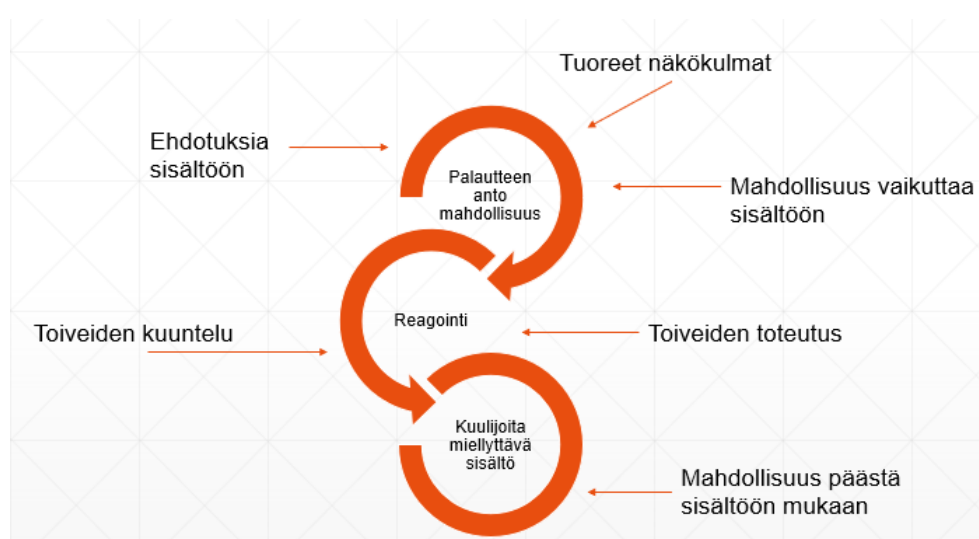 Tuoreet näkökulmat
Ehdotuksia
sisältöön
Palautteen
anto
mahdollisuus
Mahdollisuus vaikuttaa
sisältöön
Reagointi
Toiveiden kuuntelu
Toiveiden toteutus
Kuulijoita
miellyttävä
sisältö
Mahdollisuus päästä
sisältöön mukaan